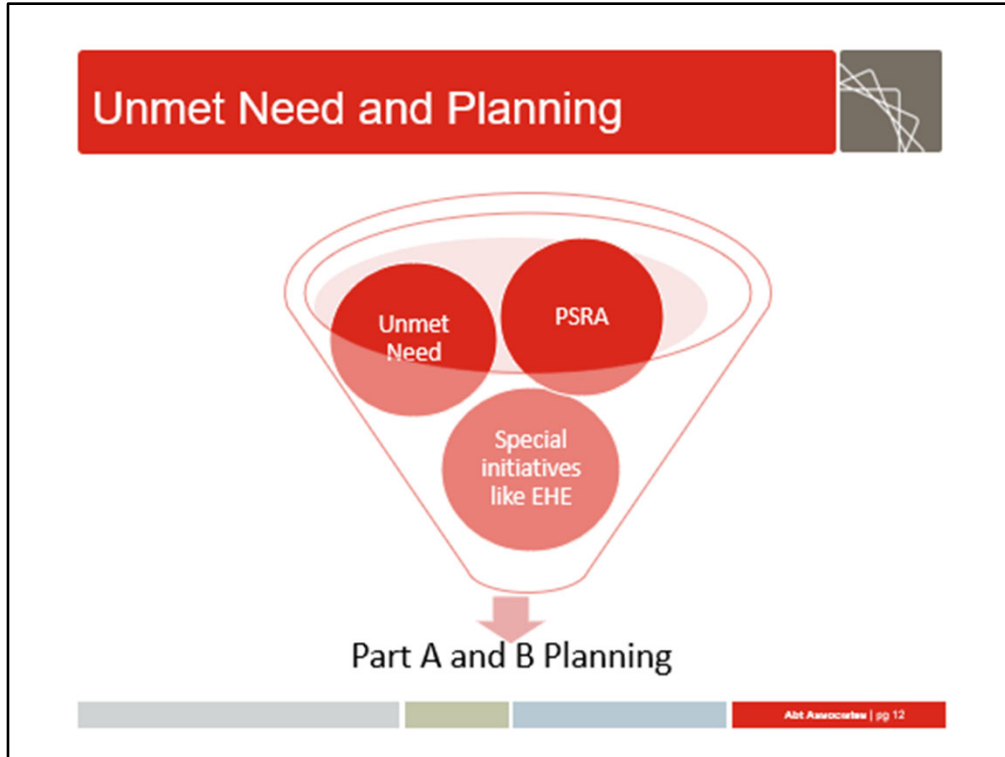 Unmet Need and Planning
Unmet
Need
PSRA
Special
initiatives
like EHE
Part A and B Planning
Abt Associates | pg 12